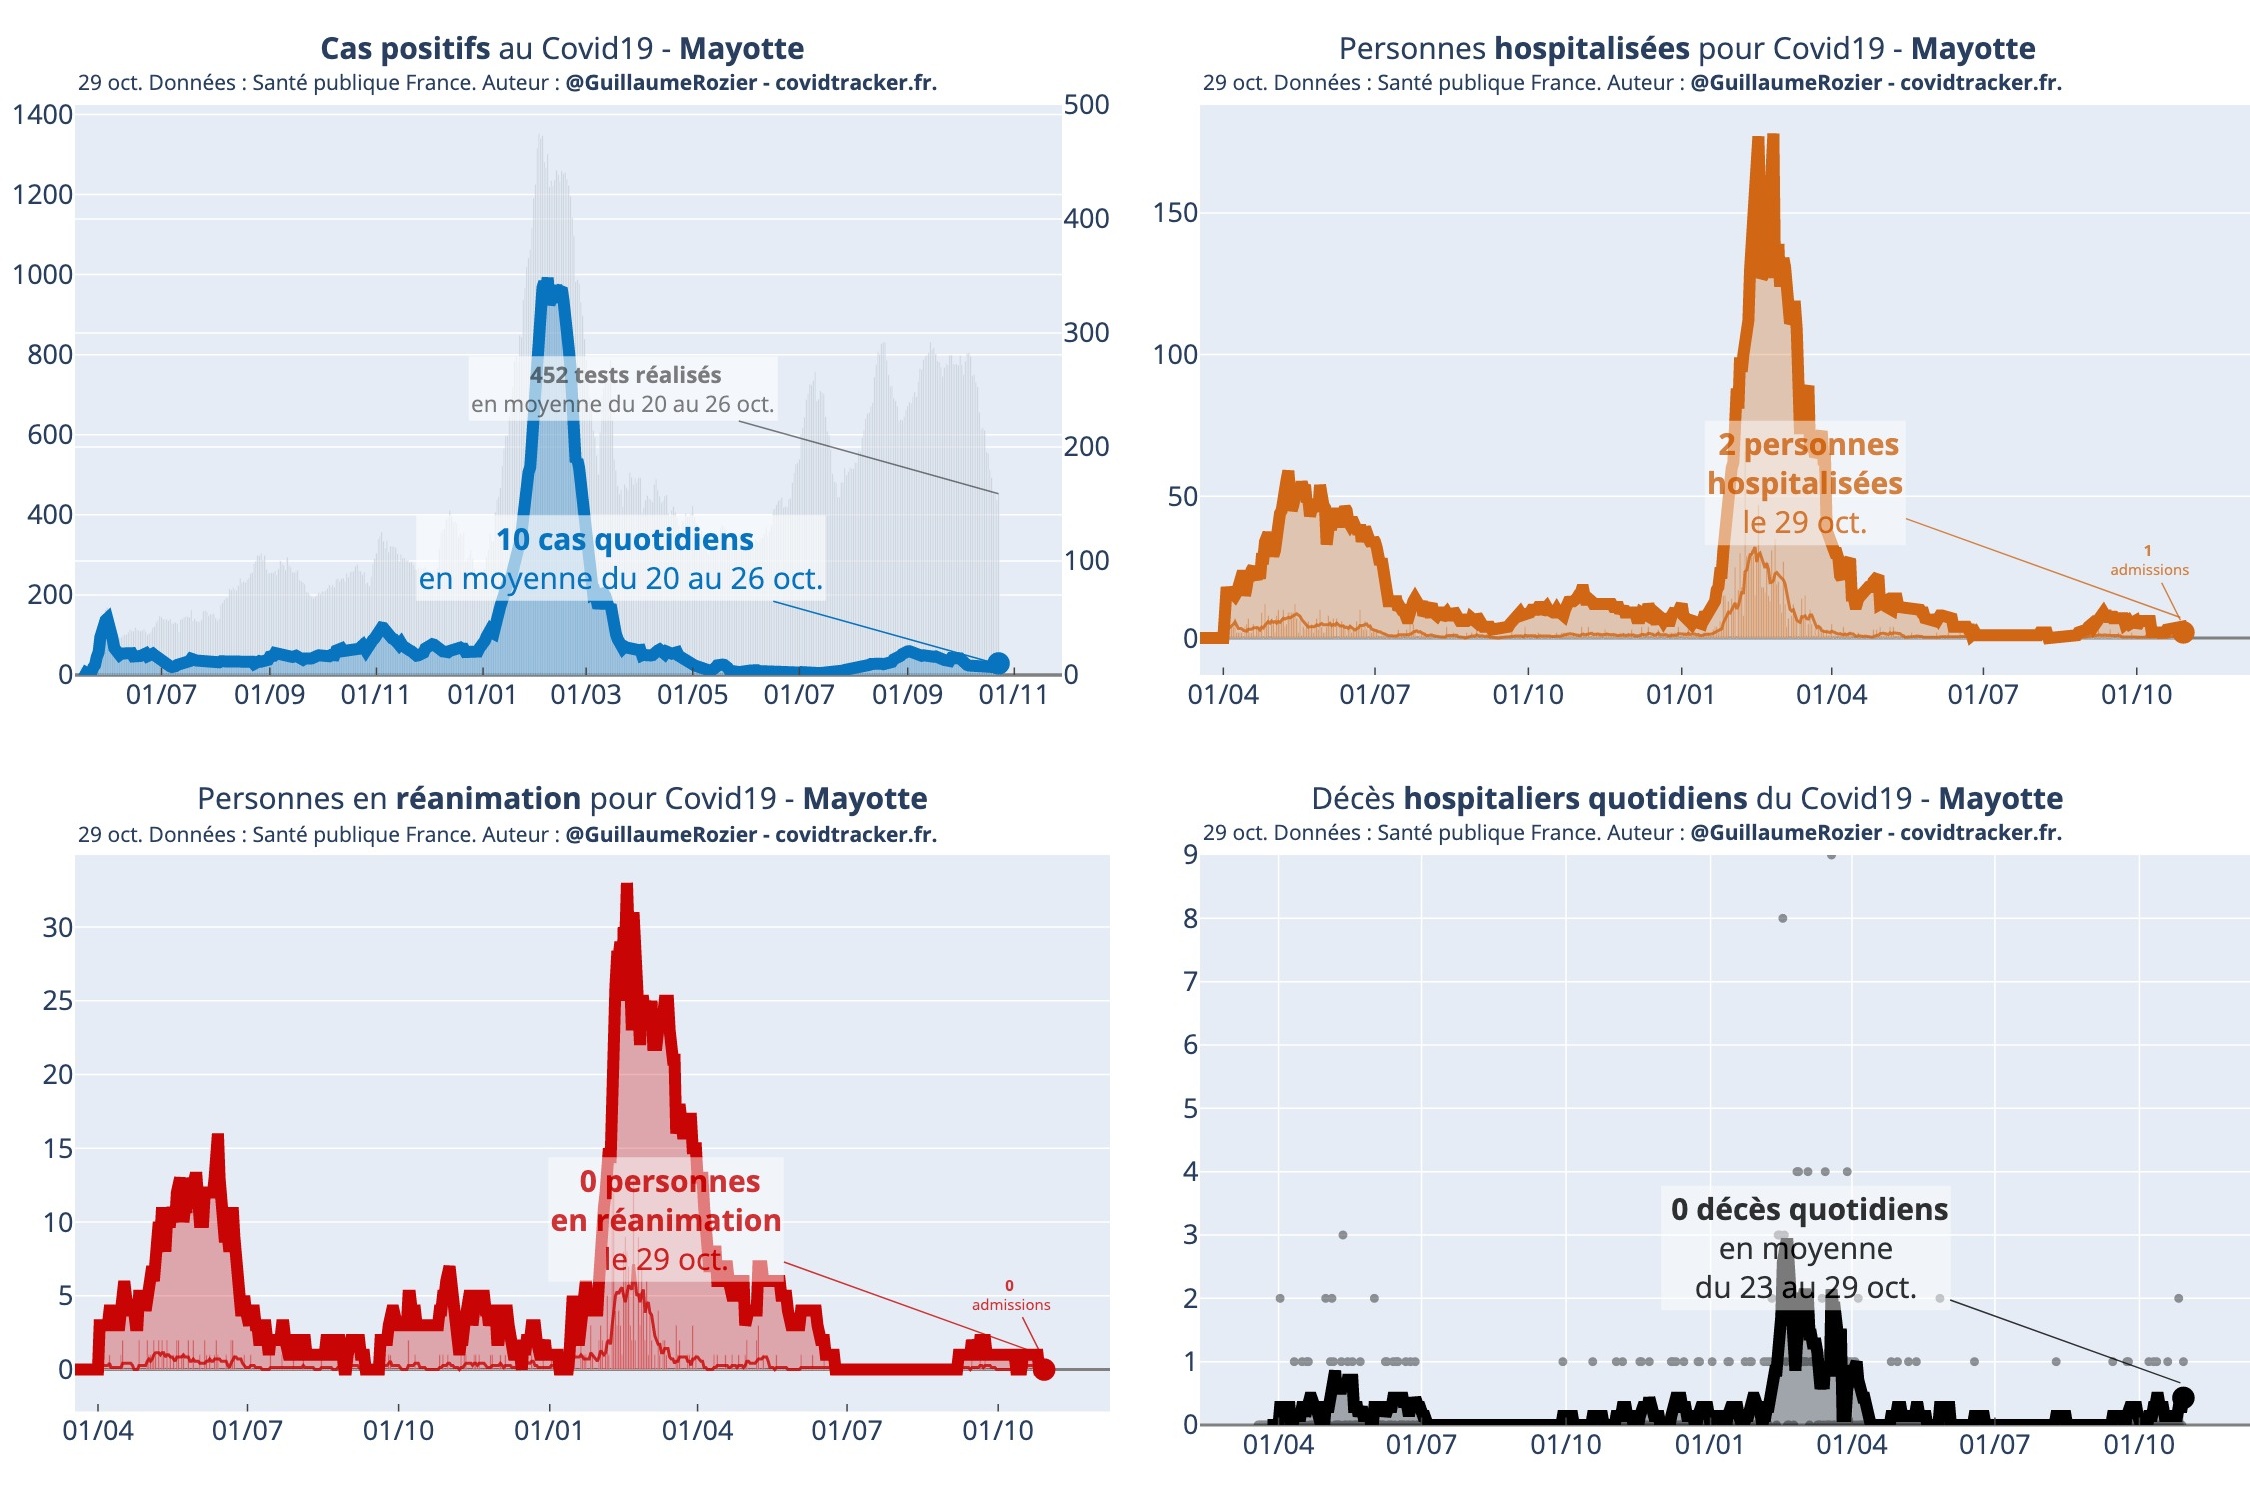 Cas positifs au Covid19 - Mayotte
29 oct. Données : Santé publique France. Auteur : @GuillaumeRozier - covidtracker.fr.
1400
1200
1000
800
600
400
200
0
500
400
300
200
100
0
452 tests réalisés
en moyenne du 20 au 26 oct.
10 cas quotidiens
en moyenne du 20 au 26 oct.
01/07 01/09 01/11 01/01 01/03 01/05 01/07 01/09 01/11
Personnes hospitalisées pour Covid19 - Mayotte
29 oct. Données : Santé publique France. Auteur : @GuillaumeRozier - covidtracker.fr.
150
100
50
0
2 personnes
hospitalisées
le 29 oct.
1
admissions
01/04 01/07 01/10 01/01 01/04 01/07 01/10
Personnes en réanimation pour Covid19 - Mayotte
29 oct. Données : Santé publique France. Auteur : @GuillaumeRozier - covidtracker.fr.
30
25
20
15
10
5
0
0 personnes
en réanimation
le 29 oct.
0
admissions
01/04 01/07 01/10 01/01 01/04 01/07 01/10
Décès hospitaliers quotidiens du Covid19 - Mayotte
29 oct. Données : Santé publique France. Auteur : @GuillaumeRozier - covidtracker.fr.
9
8
7
6
5
4
3
2
1
0
0 décès quotidiens
en moyenne
du 23 au 29 oct.
01/04 01/07 01/10 01/01 01/04 01/07 01/10